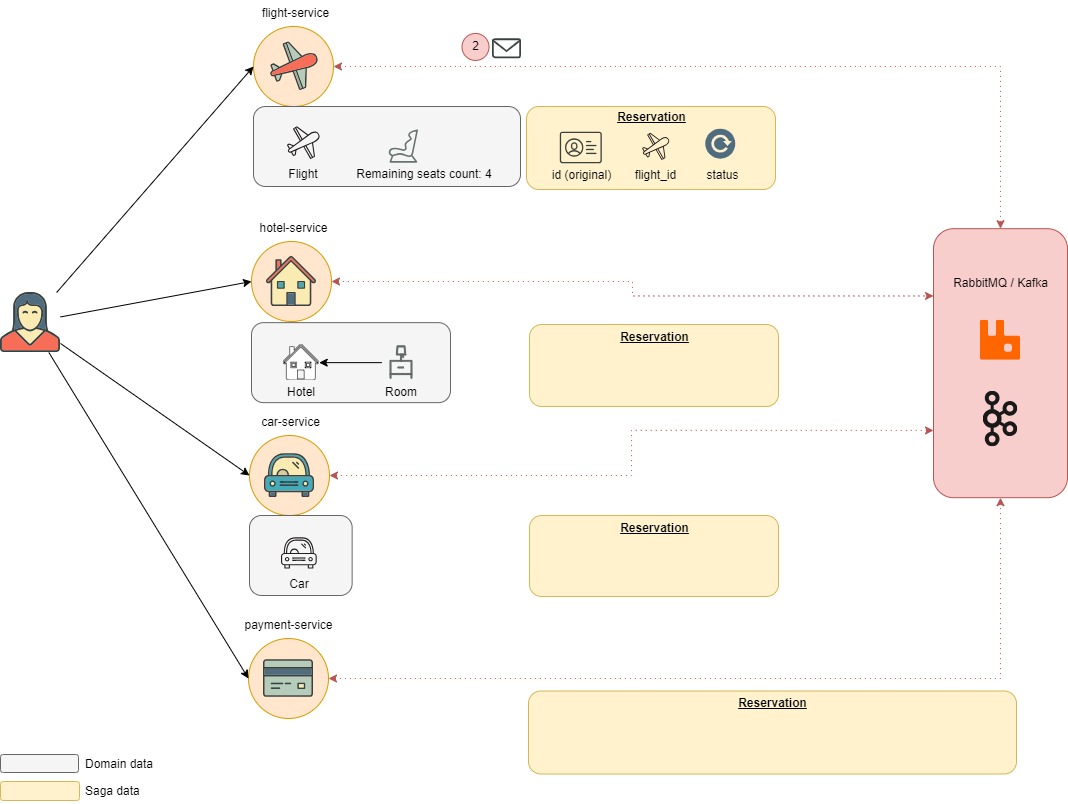 flight-service
2
Reservation
Flight
Remaining seats count: 4
id (original)
flight_id
status
hotel-service
RabbitMQ / Kafka
Reservation
Hotel
Room
car-service
Reservation
Car
payment-service
Reservation
Domain data
Saga data